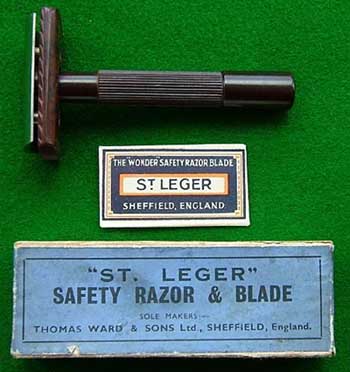 THE "WONDER" SAFETY RAZOR BLADE
ST LEGER
SHEFFIELD, ENGLAND
"ST. LEGER"
SAFETY RAZOR & BLADE
SOLE MAKERS:—
THOMAS WARD & SONS Ltd., SHEFFIELD, England.